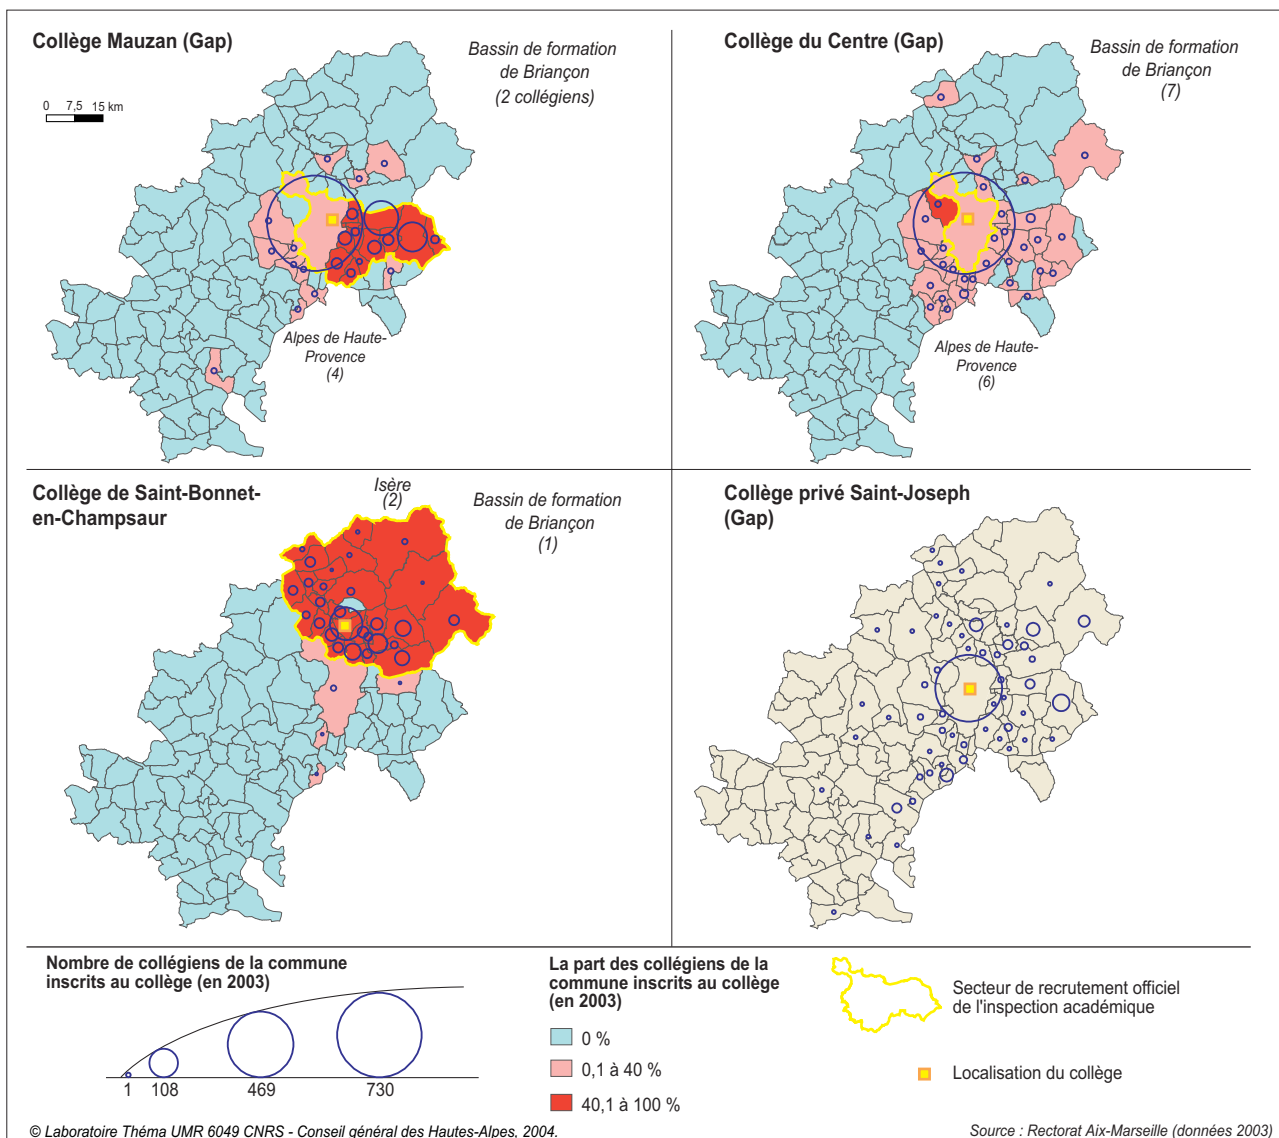 Collège Mauzan (Gap)
Bassin de formation
de Briançon
(2 collégiens)
0 7,5 15 km
Alpes de Haute-
Provence
(4)
Collège du Centre (Gap)
Bassin de formation
de Briançon
(7)
Alpes de Haute-
Provence
(6)
Collège de Saint-Bonnet-
en-Champsaur
Isère
(2)
Bassin de formation
de Briançon
(1)
Collège privé Saint-Joseph
(Gap)
Nombre de collégiens de la commune
inscrits au collège (en 2003)
1 108 469 730
La part des collégiens de la
commune inscrits au collège
(en 2003)
0 %
0,1 à 40 %
40,1 à 100 %
Secteur de recrutement officiel
de l'inspection académique
Localisation du collège
© Laboratoire Théma UMR 6049 CNRS - Conseil général des Hautes-Alpes, 2004.
Source : Rectorat Aix-Marseille (données 2003)